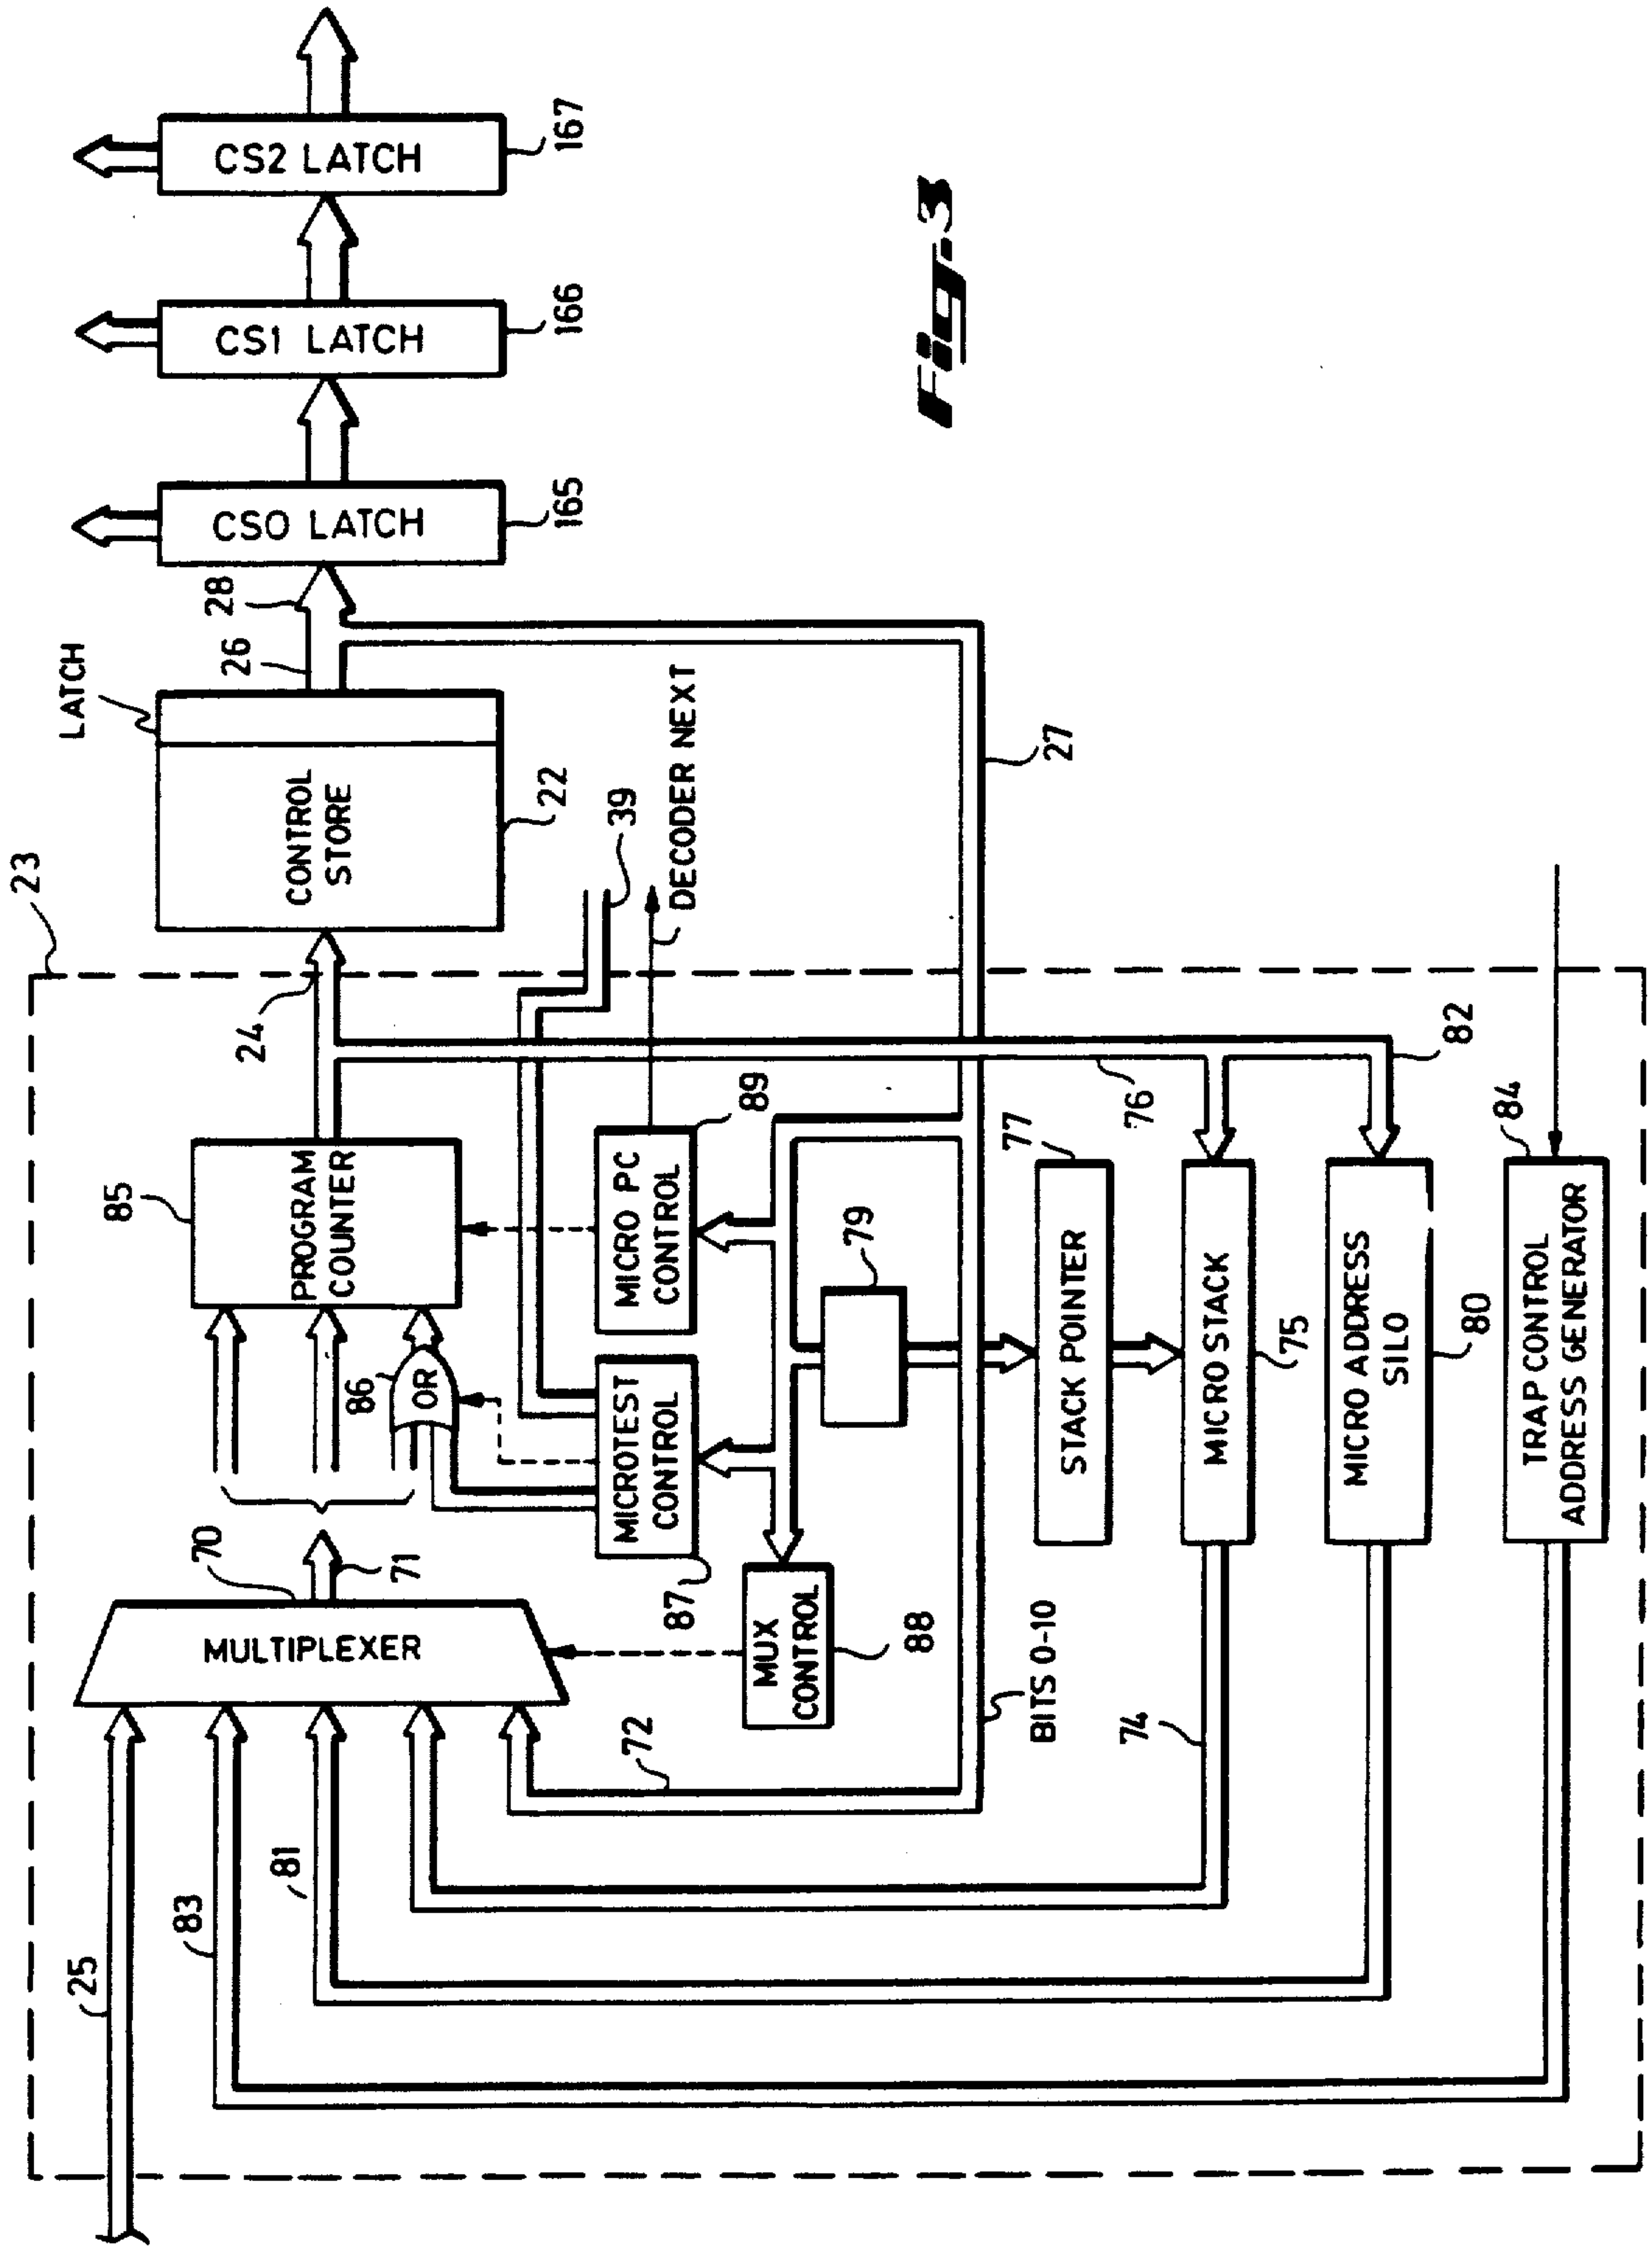 23
25
83
81
MULTIPLEXER
70
71
72
85
PROGRAM
COUNTER
86
OR
24
LATCH
CONTROL
STORE
22
26
28
CS0 LATCH
165
CS1 LATCH
166
CS2 LATCH
167
MICROTEST
CONTROL
87
MICRO PC
CONTROL
89
39
DECODER NEXT
MUX
CONTROL
88
79
27
BITS 0-10
STACK POINTER
77
76
74
MICRO STACK
75
MICRO ADDRESS
SILO
80
82
TRAP CONTROL
ADDRESS GENERATOR
84
Fig.3